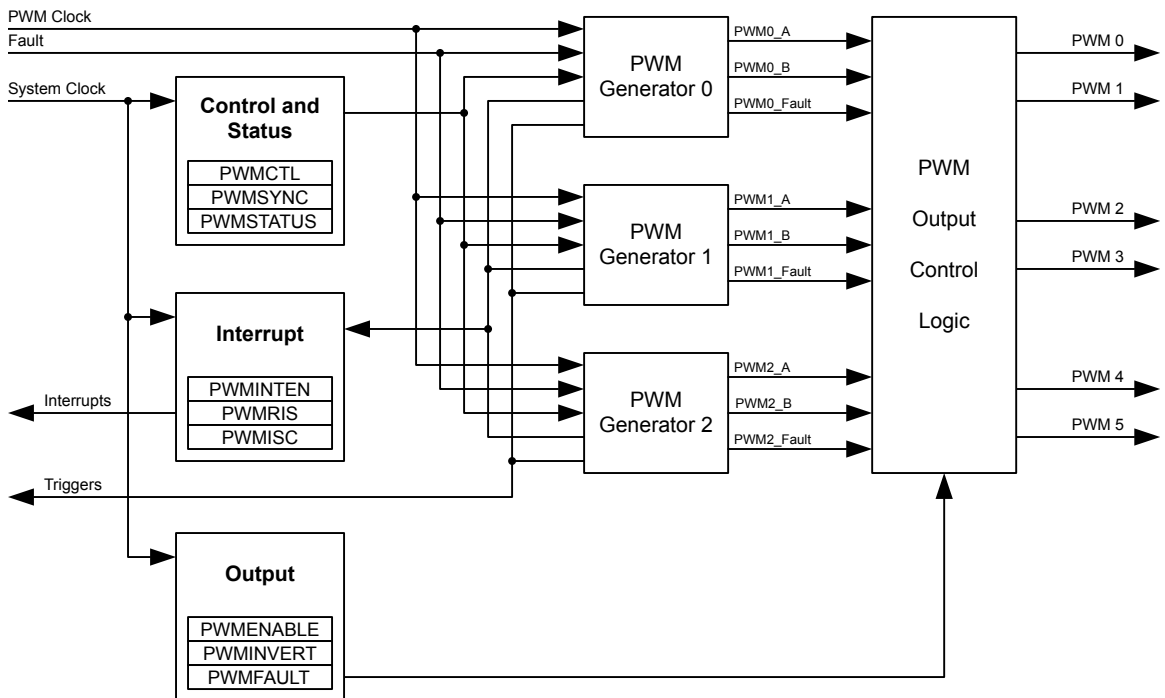 PWM Clock
Fault
System Clock
Control and
Status
PWMCTL
PWMSYNC
PWMSTATUS
Interrupt
PWMINTEN
PWMRIS
PWMISC
Interrupts
Triggers
Output
PWMENABLE
PWMINVERT
PWMFAULT
PWM
Generator 0
PWM0_A
PWM0_B
PWM0_Fault
PWM
Generator 1
PWM1_A
PWM1_B
PWM1_Fault
PWM
Generator 2
PWM2_A
PWM2_B
PWM2_Fault
PWM
Output
Control
Logic
PWM 0
PWM 1
PWM 2
PWM 3
PWM 4
PWM 5